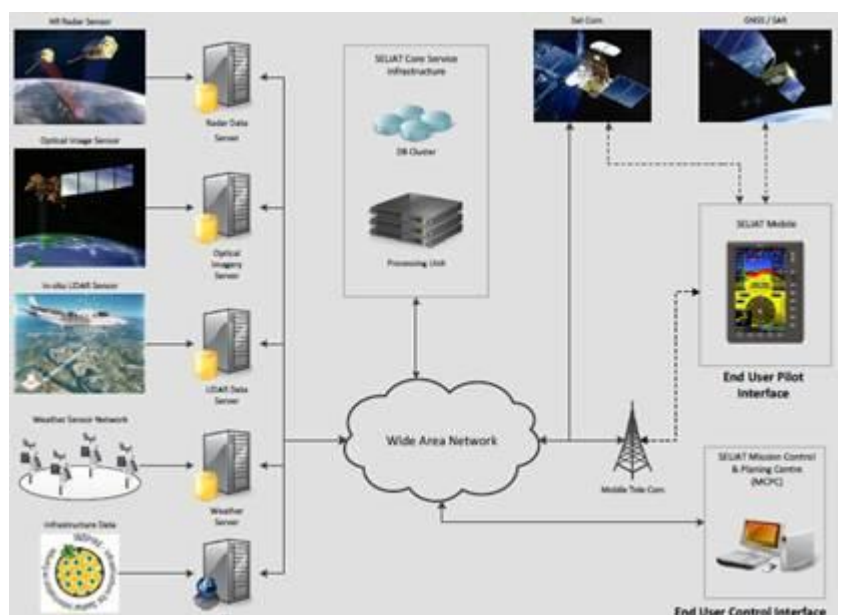 HR Radar Sensor
Radar Data
Server
Optical Image Sensor
Optical
Imagery
Server
In-situ LIDAR Sensor
LIDAR Data
Server
Weather Sensor Network
Weather
Server
Infrastructure Data
SELIAT Core Service
Infrastructure
DB Cluster
Processing Unit
Wide Area Network
Sat Com
GNSS / SAR
SELIAT Mobile
End User Pilot
Interface
Mobile Tele Com
SELIAT Mission Control
& Planing Centre
(MCPC)
End User Control Interface